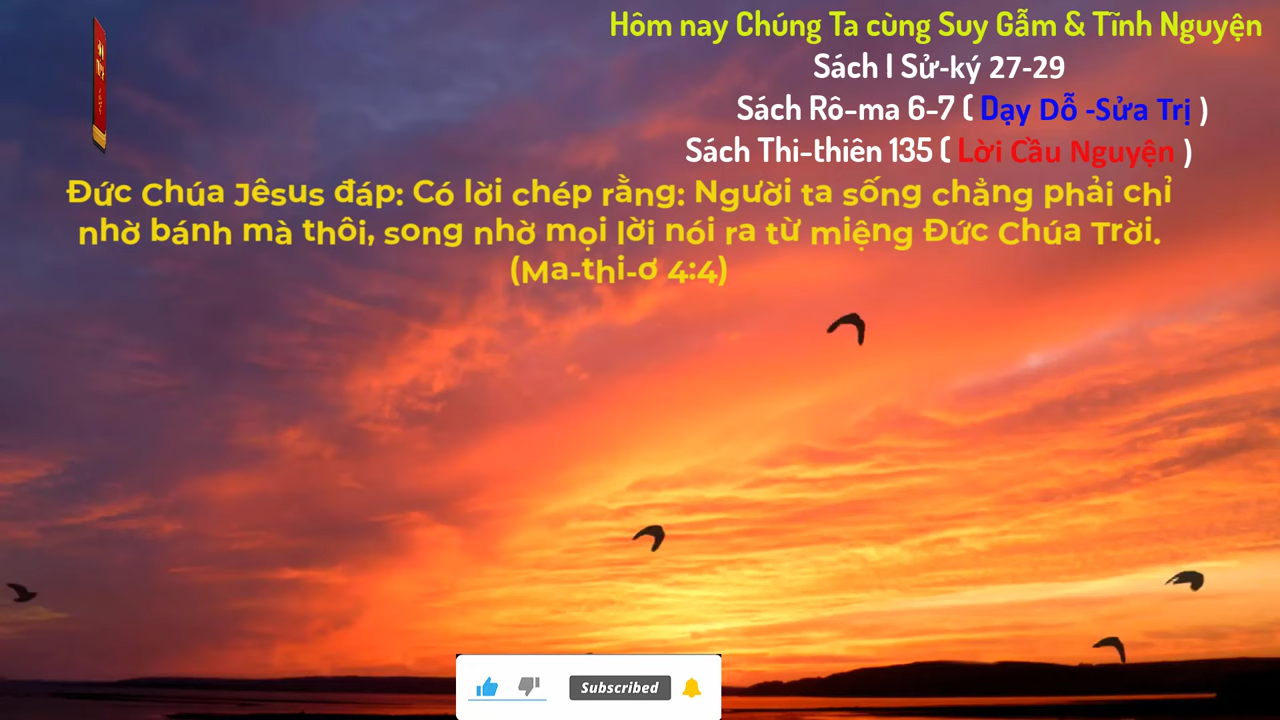 Hôm nay Chúng Ta cùng Suy Gẫm & Tĩnh Nguyện
Sách I Sử-ký 27-29
Sách Rô-ma 6-7 ( Dạy Dỗ -Sửa Trị )
Sách Thi-thiên 135 ( Lời Cầu Nguyện )
Đức Chúa Jêsus đáp: Có lời chép rằng: Người ta sống chẳng phải chỉ
nhờ bánh mà thôi, song nhờ mọi lời nói ra từ miệng Đức Chúa Trời.
(Ma-thi-ơ 4:4)
Subscribed